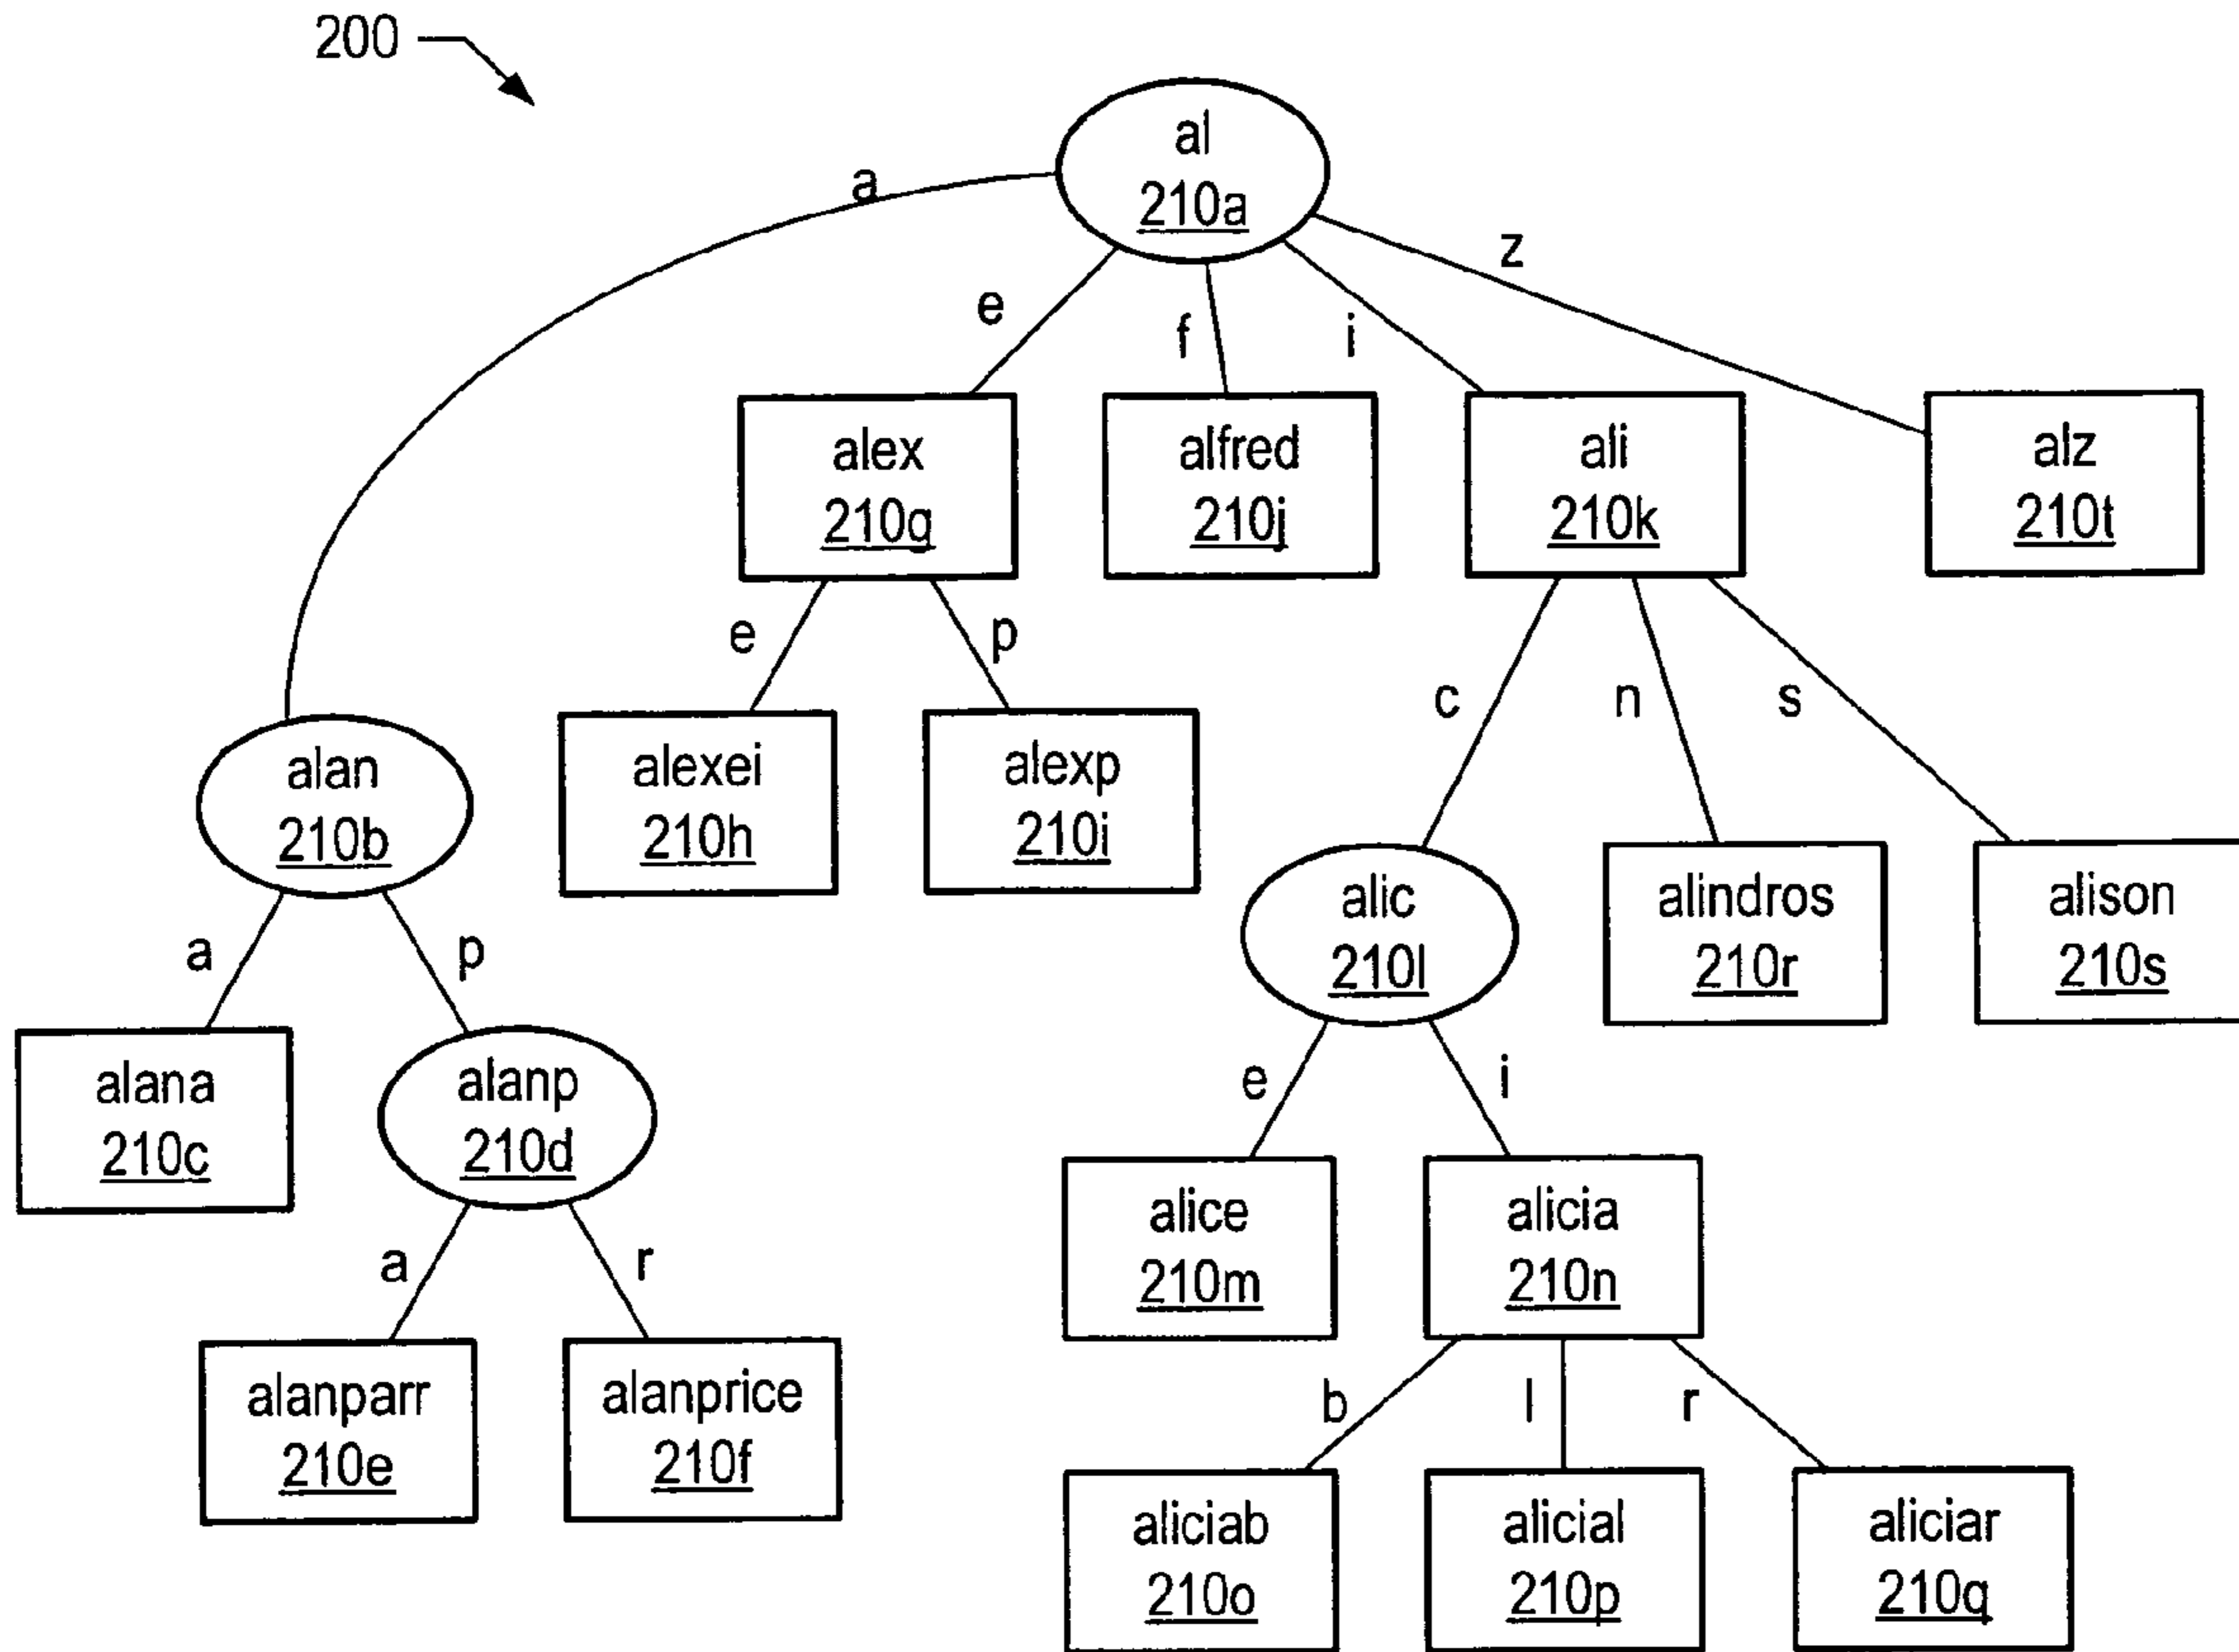 200
al
210a
a
e
f
i
z
alex
210g
alfred
210j
ali
210k
alz
210t
e
p
c
n
s
alan
210b
alexei
210h
alexp
210i
alic
210l
alindros
210r
alison
210s
a
p
e
i
alana
210c
alanp
210d
alice
210m
alicia
210n
a
r
b
l
r
alanparr
210e
alanprice
210f
aliciab
210o
alicial
210p
aliciar
210q